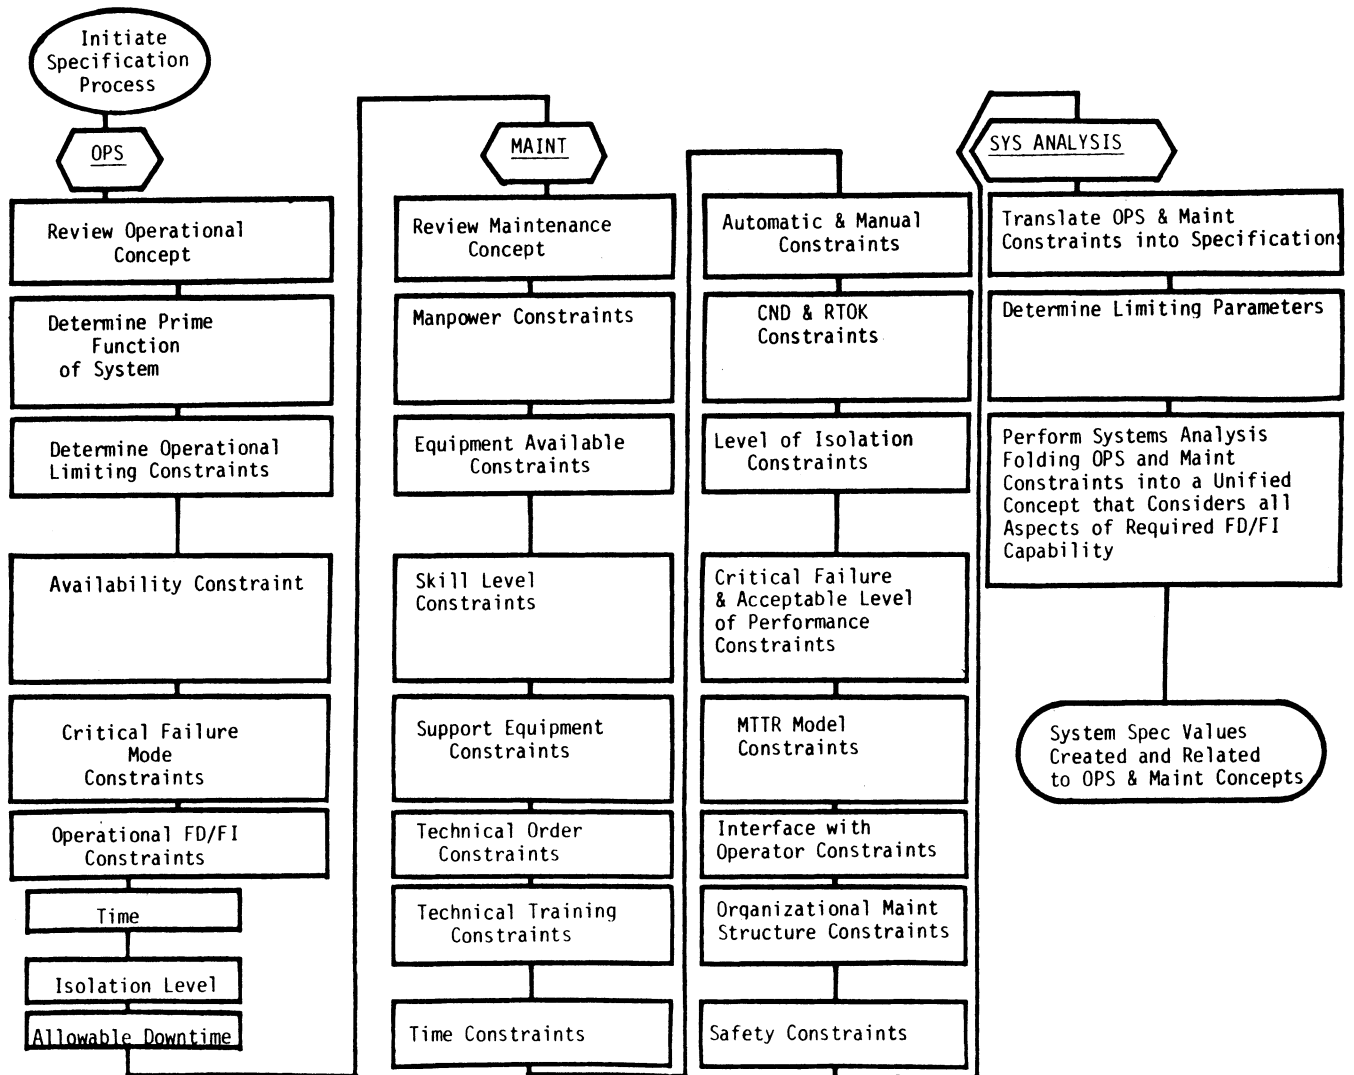 Initiate
Specification
Process
OPS
Review Operational
Concept
Determine Prime
Function
of System
Determine Operational
Limiting Constraints
Availability Constraint
Critical Failure
Mode
Constraints
Operational FD/FI
Constraints
Time
Isolation Level
Allowable Downtime
MAINT
Review Maintenance
Concept
Manpower Constraints
Equipment Available
Constraints
Skill Level
Constraints
Support Equipment
Constraints
Technical Order
Constraints
Technical Training
Constraints
Time Constraints
Automatic & Manual
Constraints
CND & RTOK
Constraints
Level of Isolation
Constraints
Critical Failure
& Acceptable Level
of Performance
Constraints
MTTR Model
Constraints
Interface with
Operator Constraints
Organizational Maint
Structure Constraints
Safety Constraints
SYS ANALYSIS
Translate OPS & Maint
Constraints into Specifications
Determine Limiting Parameters
Perform Systems Analysis
Folding OPS and Maint
Constraints into a Unified
Concept that Considers all
Aspects of Required FD/FI
Capability
System Spec Values
Created and Related
to OPS & Maint Concepts